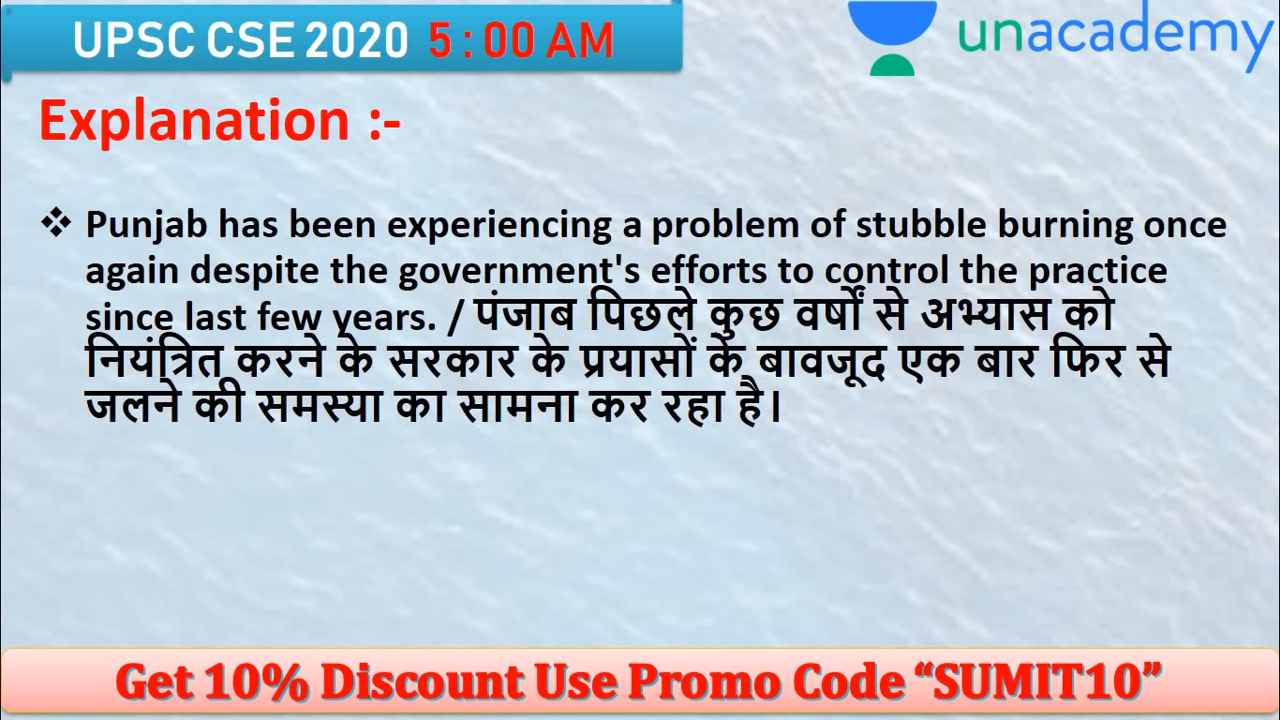 UPSC CSE 2020 5 : 00 AM
unacademy
Explanation :-
❖ Punjab has been experiencing a problem of stubble burning once
again despite the government's efforts to control the practice
since last few years. / पंजाब पिछले कुछ वर्षों से अभ्यास को
नियंत्रित करने के सरकार के प्रयासों के बावजूद एक बार फिर से
जलने की समस्या का सामना कर रहा है।
Get 10% Discount Use Promo Code “SUMIT10”